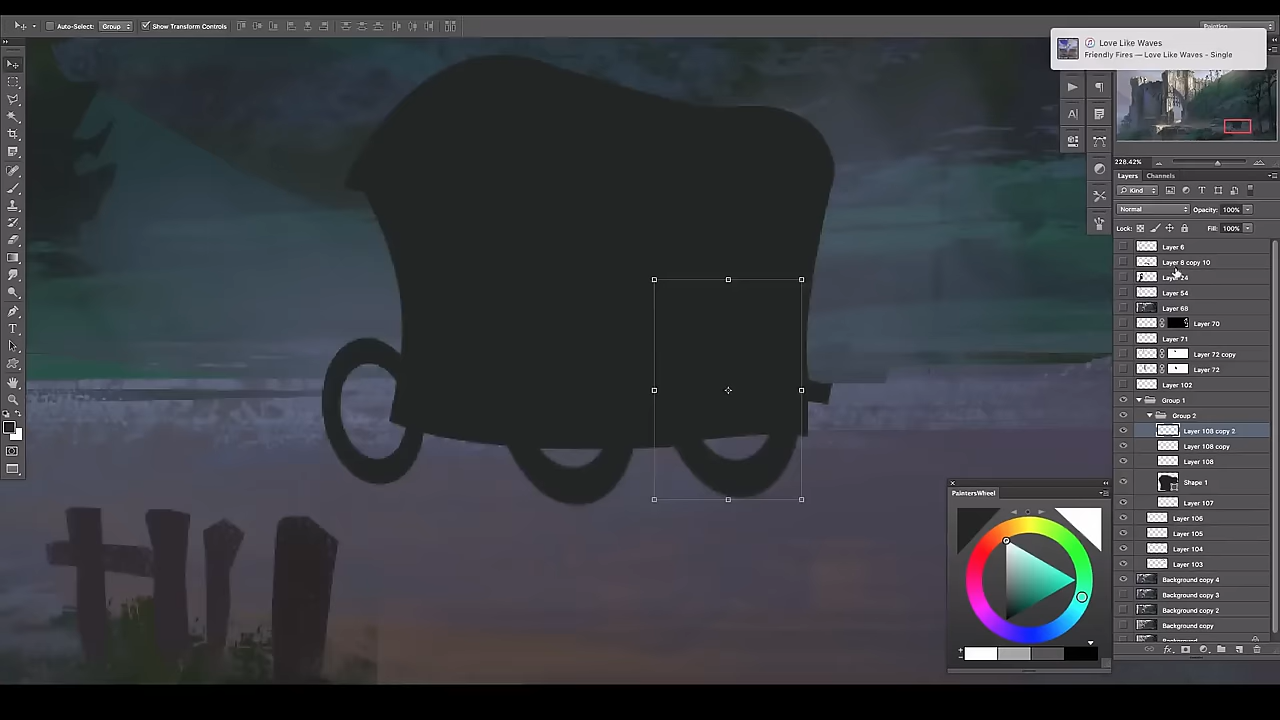 Auto-Select: Group Show Transform Controls
Painting
Love Like Waves
Friendly Fires — Love Like Waves - Single
228.42%
Layers Channels
Kind
Normal Opacity: 100%
Lock: Fill: 100%
Layer 6
Layer 8 copy 10
Layer 54
Layer 68
Layer 70
Layer 71
Layer 72 copy
Layer 72
Layer 102
Group 1
Group 2
Layer 108 copy 2
Layer 108 copy
Layer 108
Shape 1
Layer 107
Layer 106
Layer 105
Layer 104
Layer 103
Background copy 4
Background copy 3
Background copy 2
Background copy
PaintersWheel